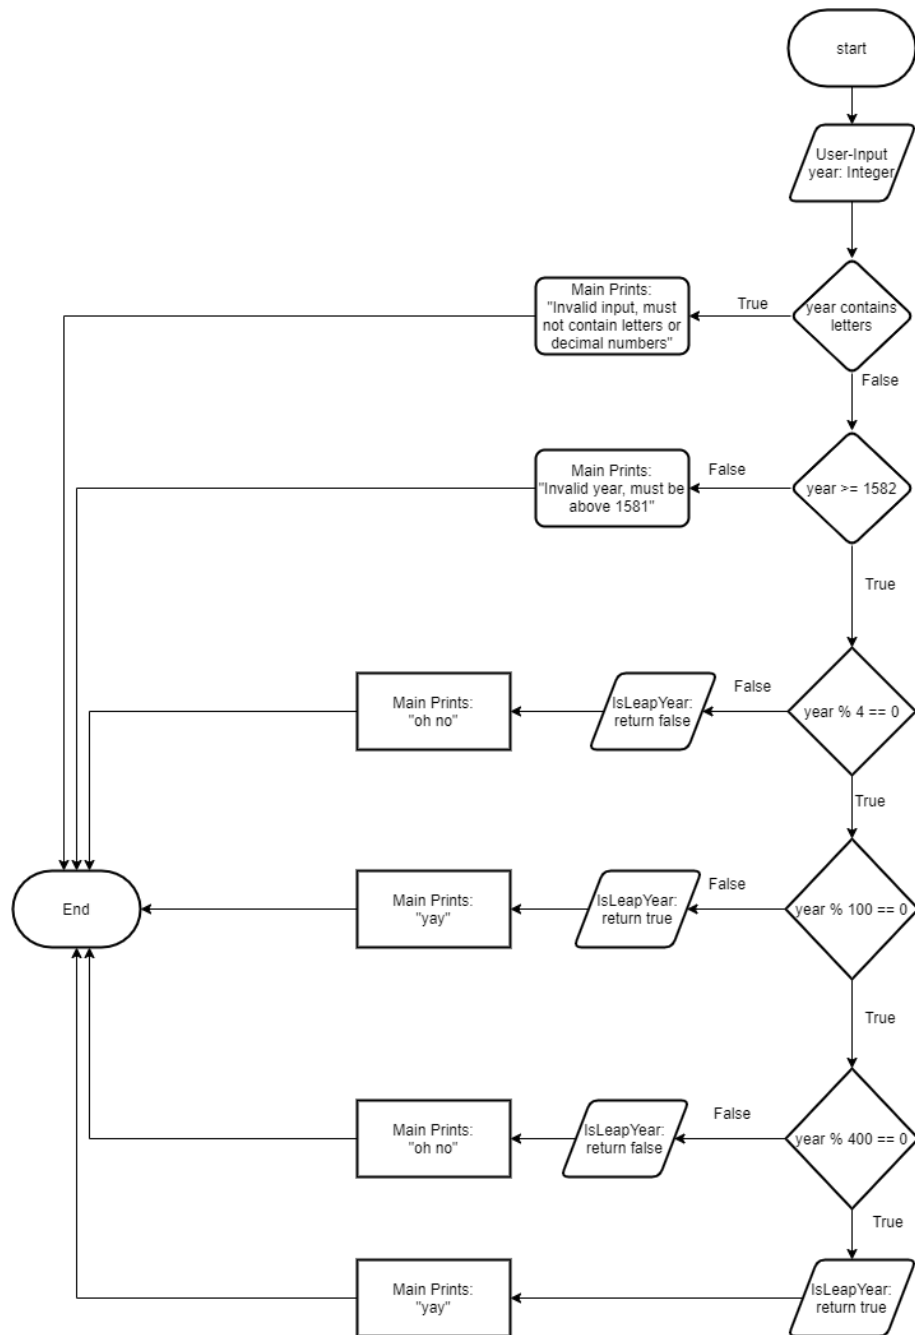 start
User-Input
year: Integer
Main Prints:
"Invalid input, must
not contain letters or
decimal numbers"
True
year contains
letters
False
Main Prints:
"Invalid year, must be
above 1581"
False
year >= 1582
True
Main Prints:
"oh no"
IsLeapYear:
return false
False
year % 4 == 0
True
End
Main Prints:
"yay"
IsLeapYear:
return true
False
year % 100 == 0
True
Main Prints:
"oh no"
IsLeapYear:
return false
False
year % 400 == 0
True
Main Prints:
"yay"
IsLeapYear:
return true